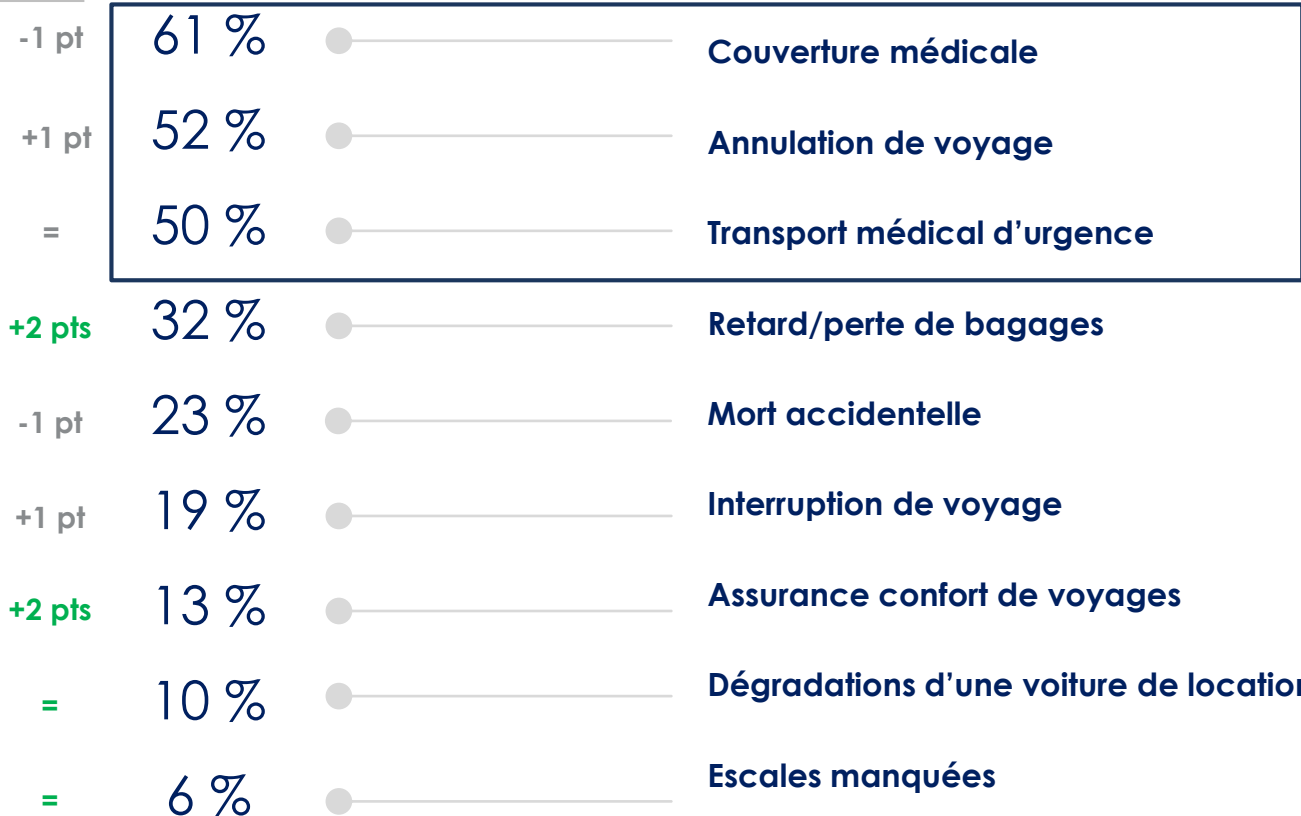 -1 pt 61 % Couverture médicale
+1 pt 52 % Annulation de voyage
= 50 % Transport médical d’urgence
+2 pts 32 % Retard/perte de bagages
-1 pt 23 % Mort accidentelle
+1 pt 19 % Interruption de voyage
+2 pts 13 % Assurance confort de voyages
= 10 % Dégradations d’une voiture de location
= 6 % Escales manquées